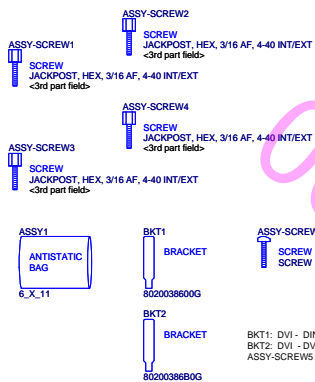 ASSY-SCREW2
SCREW
JACKPOST, HEX, 3/16 AF, 4-40 INT/EXT
<3rd part field>
ASSY-SCREW1
SCREW
JACKPOST, HEX, 3/16 AF, 4-40 INT/EXT
<3rd part field>
ASSY-SCREW4
SCREW
JACKPOST, HEX, 3/16 AF, 4-40 INT/EXT
<3rd part field>
ASSY-SCREW3
SCREW
JACKPOST, HEX, 3/16 AF, 4-40 INT/EXT
<3rd part field>
ASSY1
ANTISTATIC
BAG
6_X_11
BKT1
BRACKET
8020038600G
ASSY-SCREW
SCREW
SCREW
BKT2
BRACKET
80200386B0G
BKT1: DVI - DIN
BKT2: DVI - DV
ASSY-SCREW5